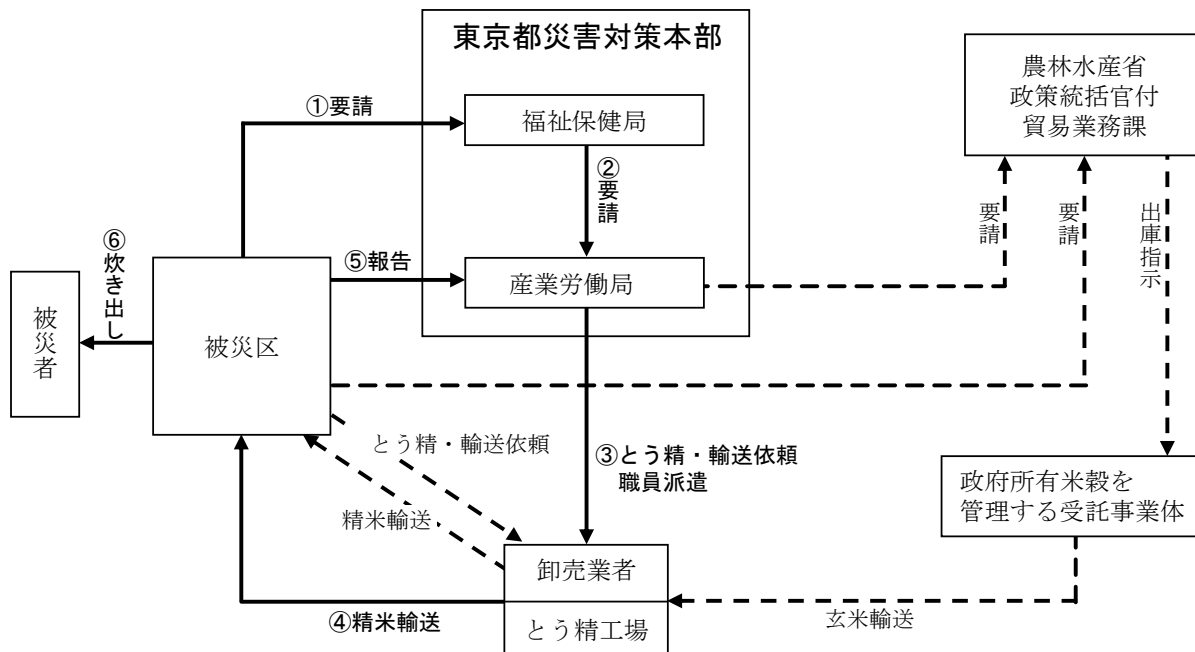 東京都災害対策本部
農林水産省
政策統括官付
貿易業務課
①要請
福祉保健局
②要請
要請
要請
出庫指示
⑥炊き出し
⑤報告
産業労働局
被災者
被災区
とう精・輸送依頼
③とう精・輸送依頼
職員派遣
政府所有米穀を
管理する受託事業体
精米輸送
卸売業者
④精米輸送
とう精工場
玄米輸送